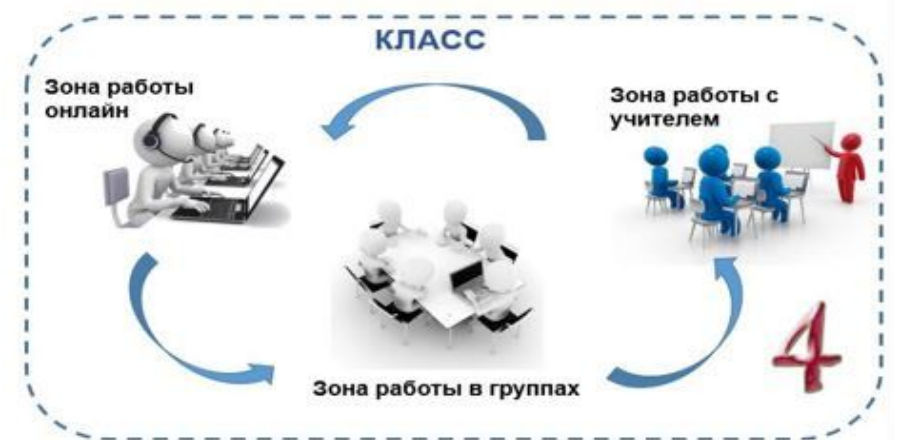 КЛАСС
Зона работы
онлайн
Зона работы с
учителем
Зона работы в группах
4